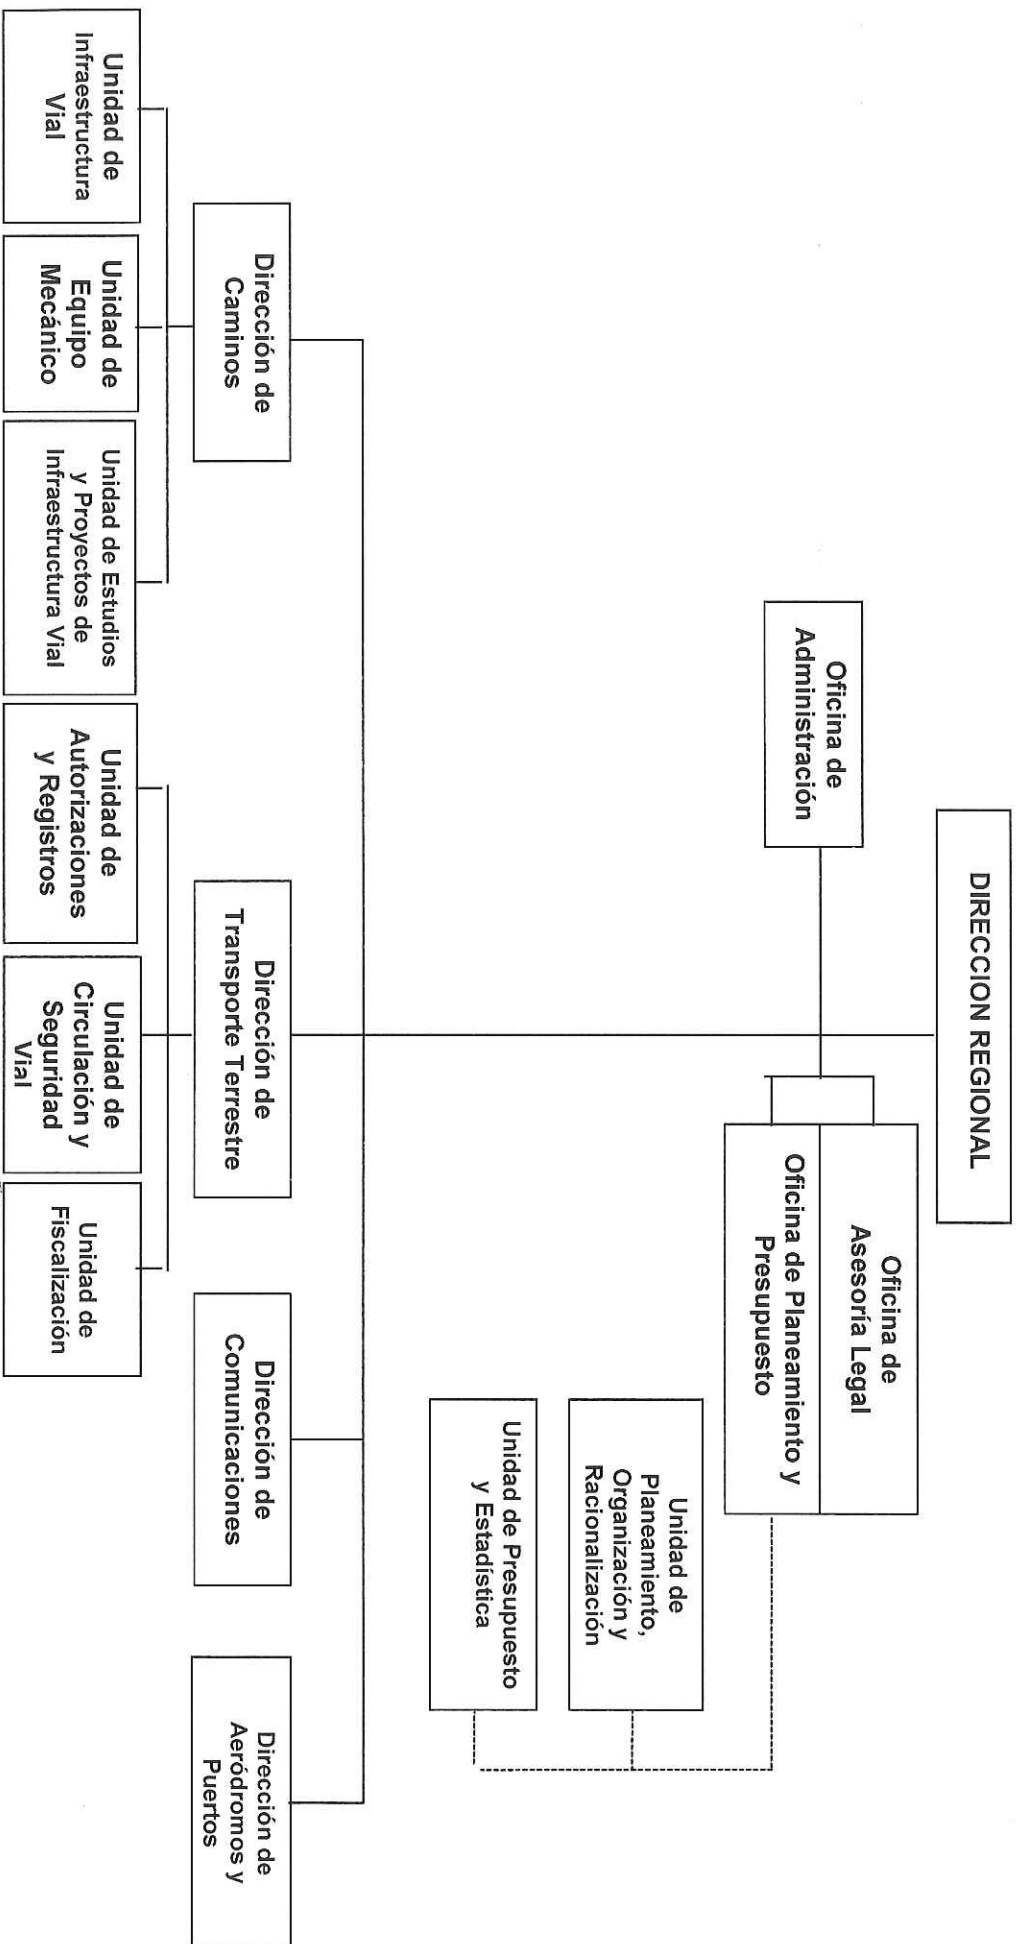 DIRECCION REGIONAL
Oficina de
Administración
Oficina de
Asesoría Legal
Oficina de Planeamiento y
Presupuesto
Unidad de
Planeamiento,
Organización y
Racionalización
Unidad de Presupuesto
y Estadística
Dirección de
Caminos
Dirección de
Transporte Terrestre
Dirección de
Comunicaciones
Dirección de
Aeródromos y
Puertos
Unidad de
Infraestructura
Vial
Unidad de
Equipo
Mecánico
Unidad de Estudios
y Proyectos de
Infraestructura Vial
Unidad de
Autorizaciones
y Registros
Unidad de
Circulación y
Seguridad
Vial
Unidad de
Fiscalización